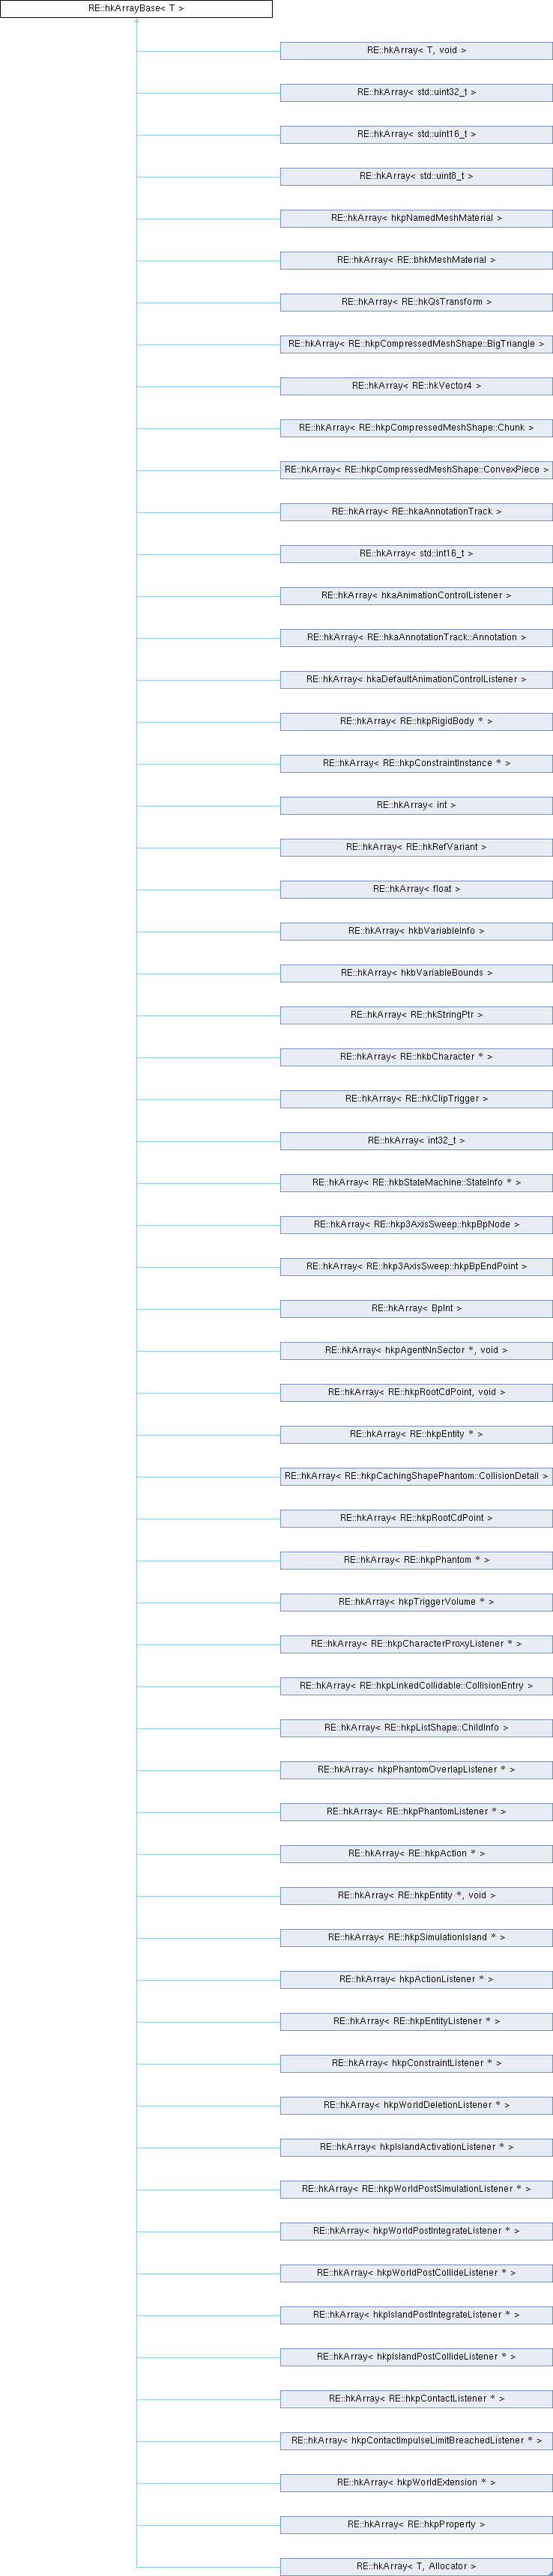 RE::hkArrayBase< T >
RE::hkArray< T, void >
RE::hkArray< std::uint32_t >
RE::hkArray< std::uint16_t >
RE::hkArray< std::uint8_t >
RE::hkArray< hkpNamedMeshMaterial >
RE::hkArray< RE::bhkMeshMaterial >
RE::hkArray< RE::hkQsTransform >
RE::hkArray< RE::hkpCompressedMeshShape::BigTriangle >
RE::hkArray< RE::hkVector4 >
RE::hkArray< RE::hkpCompressedMeshShape::Chunk >
RE::hkArray< RE::hkpCompressedMeshShape::ConvexPiece >
RE::hkArray< RE::hkaAnnotationTrack >
RE::hkArray< std::int16_t >
RE::hkArray< hkaAnimationControlListener >
RE::hkArray< RE::hkaAnnotationTrack::Annotation >
RE::hkArray< hkaDefaultAnimationControlListener >
RE::hkArray< RE::hkpRigidBody * >
RE::hkArray< RE::hkpConstraintInstance * >
RE::hkArray< int >
RE::hkArray< RE::hkRefVariant >
RE::hkArray< float >
RE::hkArray< hkbVariableInfo >
RE::hkArray< hkbVariableBounds >
RE::hkArray< RE::hkStringPtr >
RE::hkArray< RE::hkbCharacter * >
RE::hkArray< RE::hkClipTrigger >
RE::hkArray< int32_t >
RE::hkArray< RE::hkbStateMachine::StateInfo * >
RE::hkArray< RE::hkp3AxisSweep::hkpBpNode >
RE::hkArray< RE::hkp3AxisSweep::hkpBpEndPoint >
RE::hkArray< BpInt >
RE::hkArray< hkpAgentNnSector *, void >
RE::hkArray< RE::hkpRootCdPoint, void >
RE::hkArray< RE::hkpEntity * >
RE::hkArray< RE::hkpCachingShapePhantom::CollisionDetail >
RE::hkArray< RE::hkpRootCdPoint >
RE::hkArray< RE::hkpPhantom * >
RE::hkArray< hkpTriggerVolume * >
RE::hkArray< RE::hkpCharacterProxyListener * >
RE::hkArray< RE::hkpLinkedCollidable::CollisionEntry >
RE::hkArray< RE::hkpListShape::ChildInfo >
RE::hkArray< hkpPhantomOverlapListener * >
RE::hkArray< RE::hkpPhantomListener * >
RE::hkArray< RE::hkpAction * >
RE::hkArray< RE::hkpEntity *, void >
RE::hkArray< RE::hkpSimulationIsland * >
RE::hkArray< hkpActionListener * >
RE::hkArray< RE::hkpEntityListener * >
RE::hkArray< hkpConstraintListener * >
RE::hkArray< hkpWorldDeletionListener * >
RE::hkArray< hkpIslandActivationListener * >
RE::hkArray< RE::hkpWorldPostSimulationListener * >
RE::hkArray< hkpWorldPostIntegrateListener * >
RE::hkArray< hkpWorldPostCollideListener * >
RE::hkArray< hkpIslandPostIntegrateListener * >
RE::hkArray< hkpIslandPostCollideListener * >
RE::hkArray< RE::hkpContactListener * >
RE::hkArray< hkpContactImpulseLimitBreachedListener * >
RE::hkArray< hkpWorldExtension * >
RE::hkArray< RE::hkpProperty >
RE::hkArray< T, Allocator >